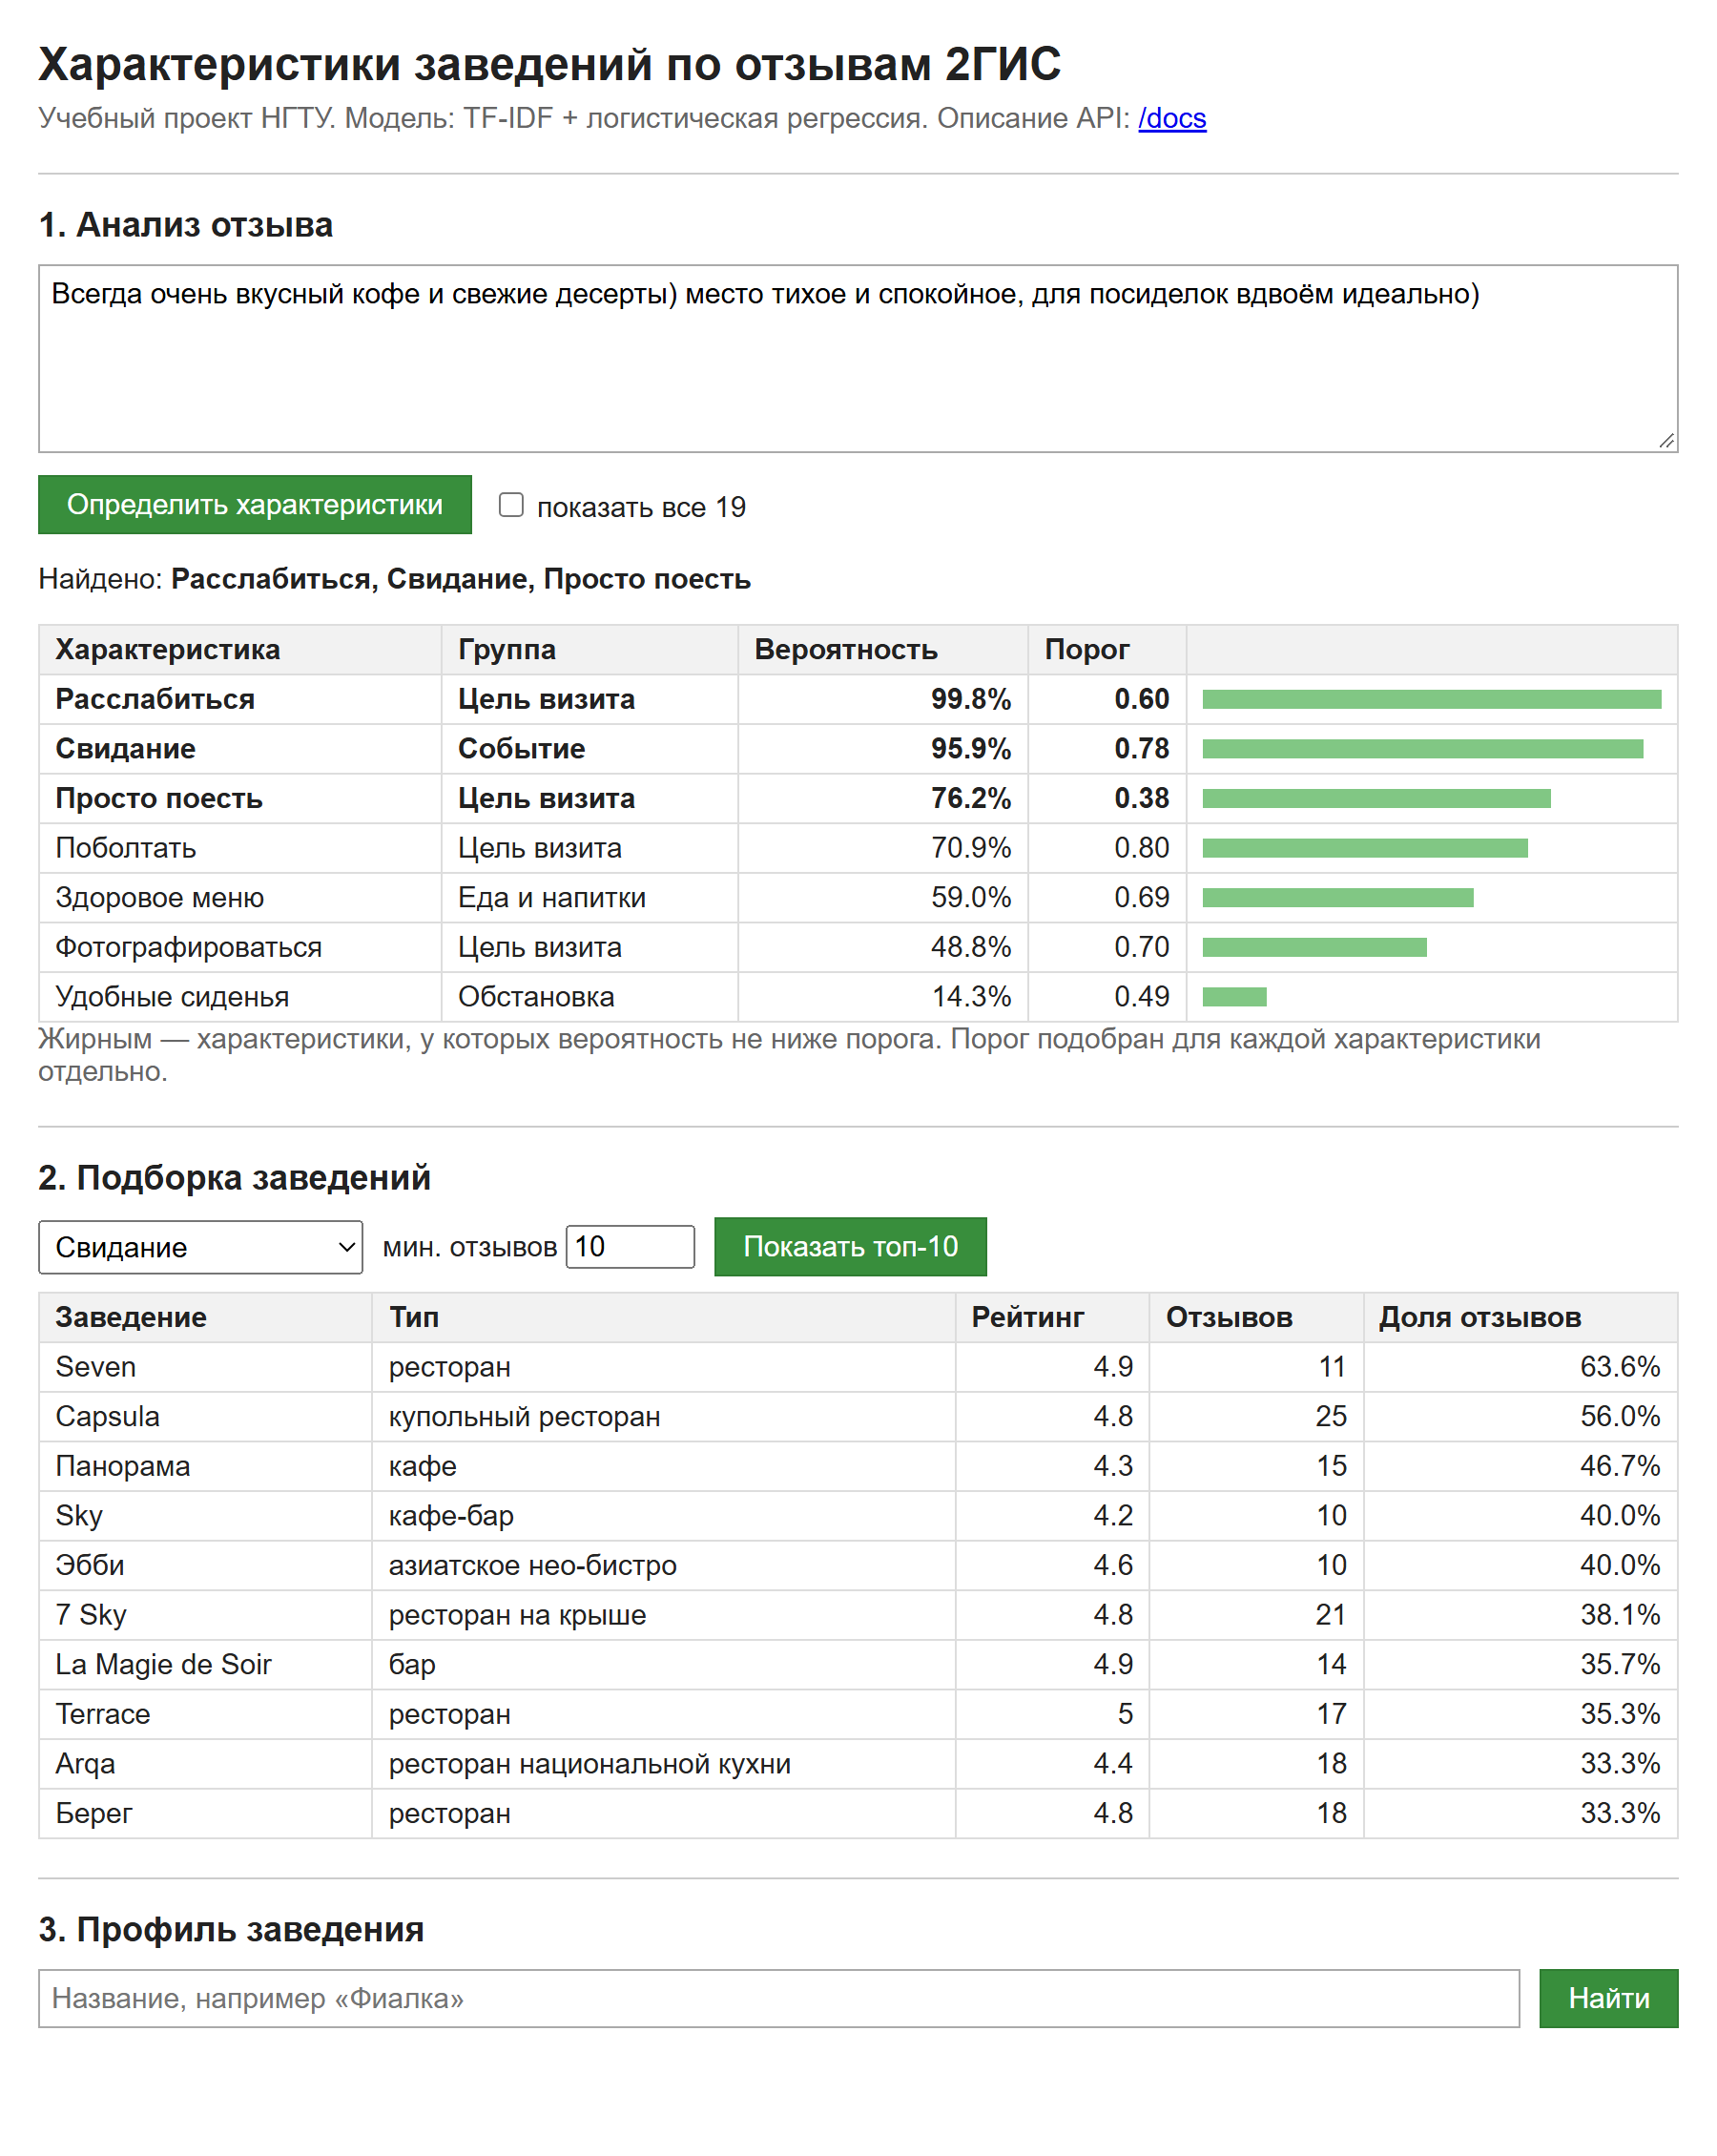 Характеристики заведений по отзывам 2ГИС
Учебный проект НГТУ. Модель: TF-IDF + логистическая регрессия. Описание API: /docs
1. Анализ отзыва
Всегда очень вкусный кофе и свежие десерты) место тихое и спокойное, для посиделок вдвоём идеально)
Определить характеристики показать все 19
Найдено: Расслабиться, Свидание, Просто поесть
Характеристика Группа Вероятность Порог
Расслабиться Цель визита 99.8% 0.60
Свидание Событие 95.9% 0.78
Просто поесть Цель визита 76.2% 0.38
Поболтать Цель визита 70.9% 0.80
Здоровое меню Еда и напитки 59.0% 0.69
Фотографироваться Цель визита 48.8% 0.70
Удобные сиденья Обстановка 14.3% 0.49
Жирным — характеристики, у которых вероятность не ниже порога. Порог подобран для каждой характеристики
отдельно.
2. Подборка заведений
Свидание мин. отзывов 10 Показать топ-10
Заведение Тип Рейтинг Отзывов Доля отзывов
Seven ресторан 4.9 11 63.6%
Capsula купольный ресторан 4.8 25 56.0%
Панорама кафе 4.3 15 46.7%
Sky кафе-бар 4.2 10 40.0%
Эбби азиатское нео-бистро 4.6 10 40.0%
7 Sky ресторан на крыше 4.8 21 38.1%
La Magie de Soir бар 4.9 14 35.7%
Terrace ресторан 5 17 35.3%
Arqa ресторан национальной кухни 4.4 18 33.3%
Берег ресторан 4.8 18 33.3%
3. Профиль заведения
Название, например «Фиалка» Найти